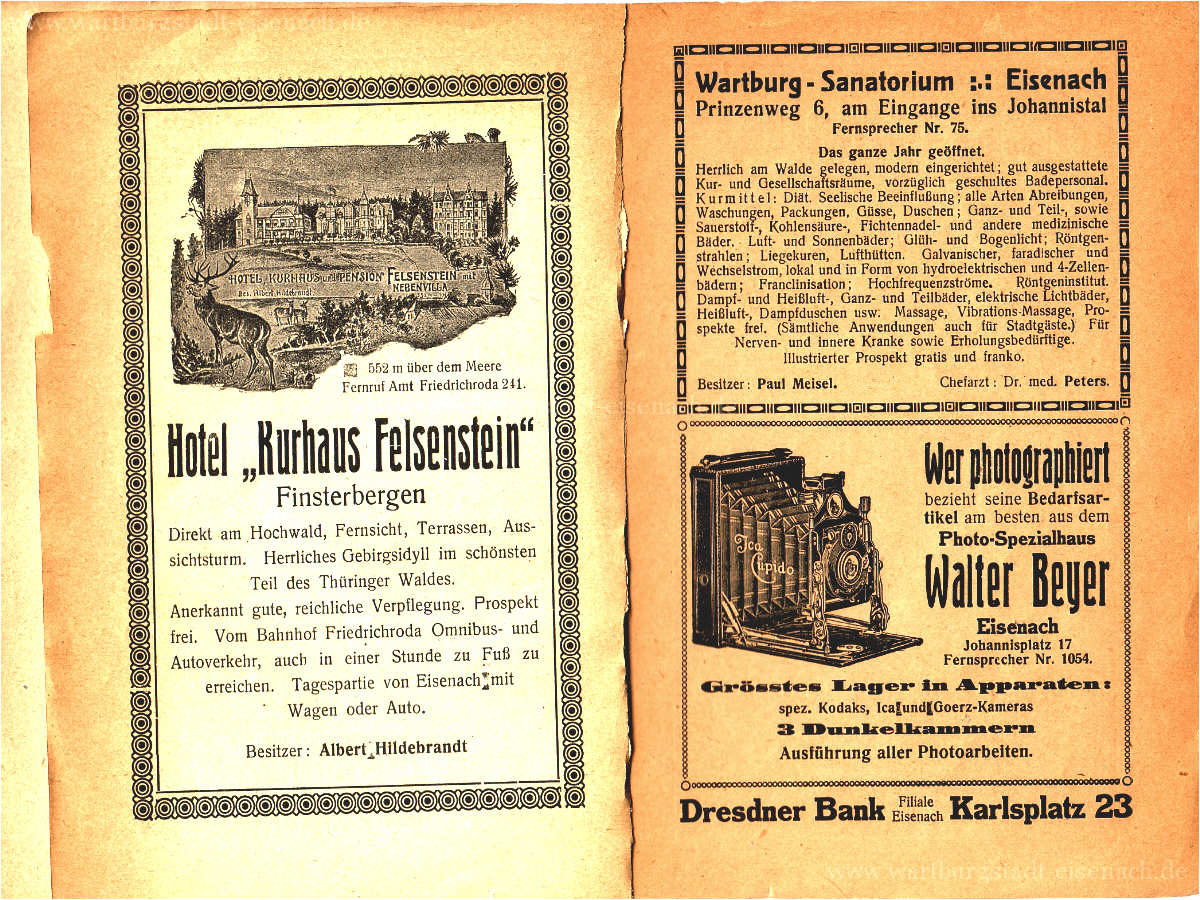 www.wartburgstadt-eisenach.de
HOTEL, KURHAUS und PENSION FELSENSTEIN mit
NEBENVILLA
Bes. Albert Hildebrandt.
552 m über dem Meere
Fernruf Amt Friedrichroda 241.
Hotel „Kurhaus Felsenstein“
Finsterbergen
Direkt am Hochwald, Fernsicht, Terrassen, Aus-
sichtsturm. Herrliches Gebirgsidyll im schönsten
Teil des Thüringer Waldes.
Anerkannt gute, reichliche Verpflegung. Prospekt
frei. Vom Bahnhof Friedrichroda Omnibus- und
Autoverkehr, auch in einer Stunde zu Fuß zu
erreichen. Tagespartie von Eisenach mit
Wagen oder Auto.
Besitzer: Albert Hildebrandt
Wartburg-Sanatorium :.: Eisenach
Prinzenweg 6, am Eingange ins Johannistal
Fernsprecher Nr. 75.
Das ganze Jahr geöffnet.
Herrlich am Walde gelegen, modern eingerichtet; gut ausgestattete
Kur- und Gesellschaftsräume, vorzüglich geschultes Badepersonal.
Kurmittel: Diät. Seelische Beeinflußung; alle Arten Abreibungen,
Waschungen, Packungen, Güsse, Duschen; Ganz- und Teil-, sowie
Sauerstoff-, Kohlensäure-, Fichtennadel- und andere medizinische
Bäder. Luft- und Sonnenbäder; Glüh- und Bogenlicht; Röntgen-
strahlen; Liegekuren, Lufthütten. Galvanischer, faradischer und
Wechselstrom, lokal und in Form von hydroelektrischen und 4-Zellen-
bädern; Franclinisation; Hochfrequenzströme. Röntgeninstitut.
Dampf- und Heißluft-, Ganz- und Teilbäder, elektrische Lichtbäder,
Heißluft-, Dampfduschen usw. Massage, Vibrations-Massage, Pro-
spekte frei. (Sämtliche Anwendungen auch für Stadtgäste.) Für
Nerven- und innere Kranke sowie Erholungsbedürftige.
Illustrierter Prospekt gratis und franko.
Besitzer: Paul Meisel. Chefarzt: Dr. med. Peters.
Ica
Cupido
Wer photographiert
bezieht seine Bedarfsar-
tikel am besten aus dem
Photo-Spezialhaus
Walter Beyer
Eisenach
Johannisplatz 17
Fernsprecher Nr. 1054.
Grösstes Lager in Apparaten:
spez. Kodaks, Ica und Goerz-Kameras
3 Dunkelkammern
Ausführung aller Photoarbeiten.
Dresdner Bank Filiale Eisenach Karlsplatz 23
www.wartburgstadt-eisenach.de